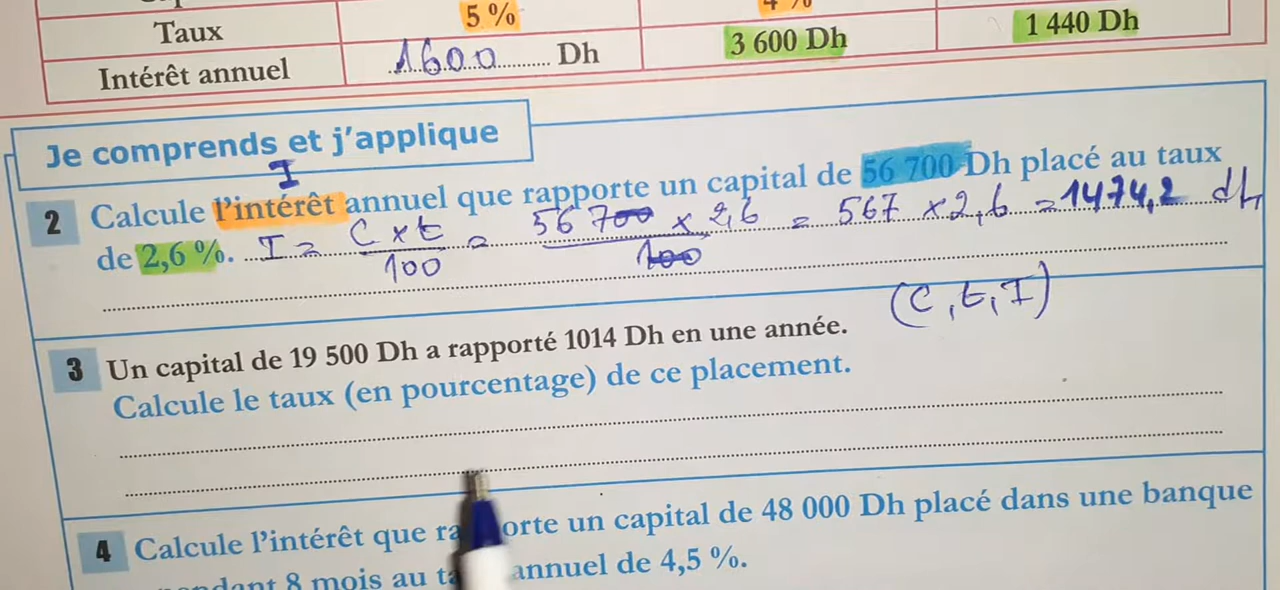 Taux 5 % 4 %
Intérêt annuel 1600 Dh 3 600 Dh 1 440 Dh
Je comprends et j'applique
I
2 Calcule l'intérêt annuel que rapporte un capital de 56 700 Dh placé au taux
de 2,6 %. I = C x t / 100 = 56 700 x 2,6 / 100 = 567 x 2,6 = 1474,2 dh
(C, t, I)
3 Un capital de 19 500 Dh a rapporté 1014 Dh en une année.
Calcule le taux (en pourcentage) de ce placement.
4 Calcule l'intérêt que rapporte un capital de 48 000 Dh placé dans une banque
pendant 8 mois au annuel de 4,5 %.